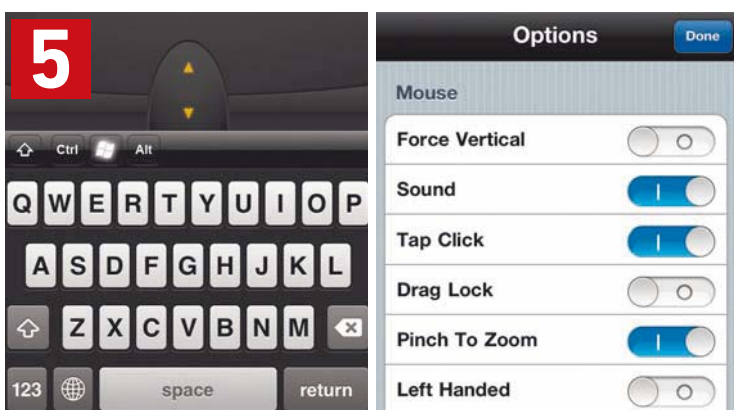 5
Ctrl Alt
Q W E R T Y U I O P
A S D F G H J K L
Z X C V B N M
123 space return
Options Done
Mouse
Force Vertical
Sound
Tap Click
Drag Lock
Pinch To Zoom
Left Handed